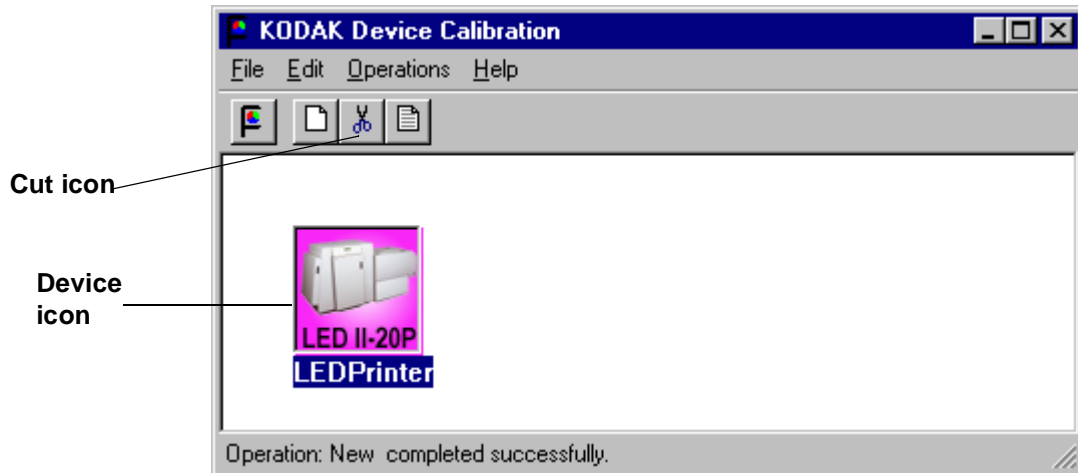 KODAK Device Calibration
File Edit Operations Help
Cut icon
Device
icon
LED II-20P
LEDPrinter
Operation: New completed successfully.